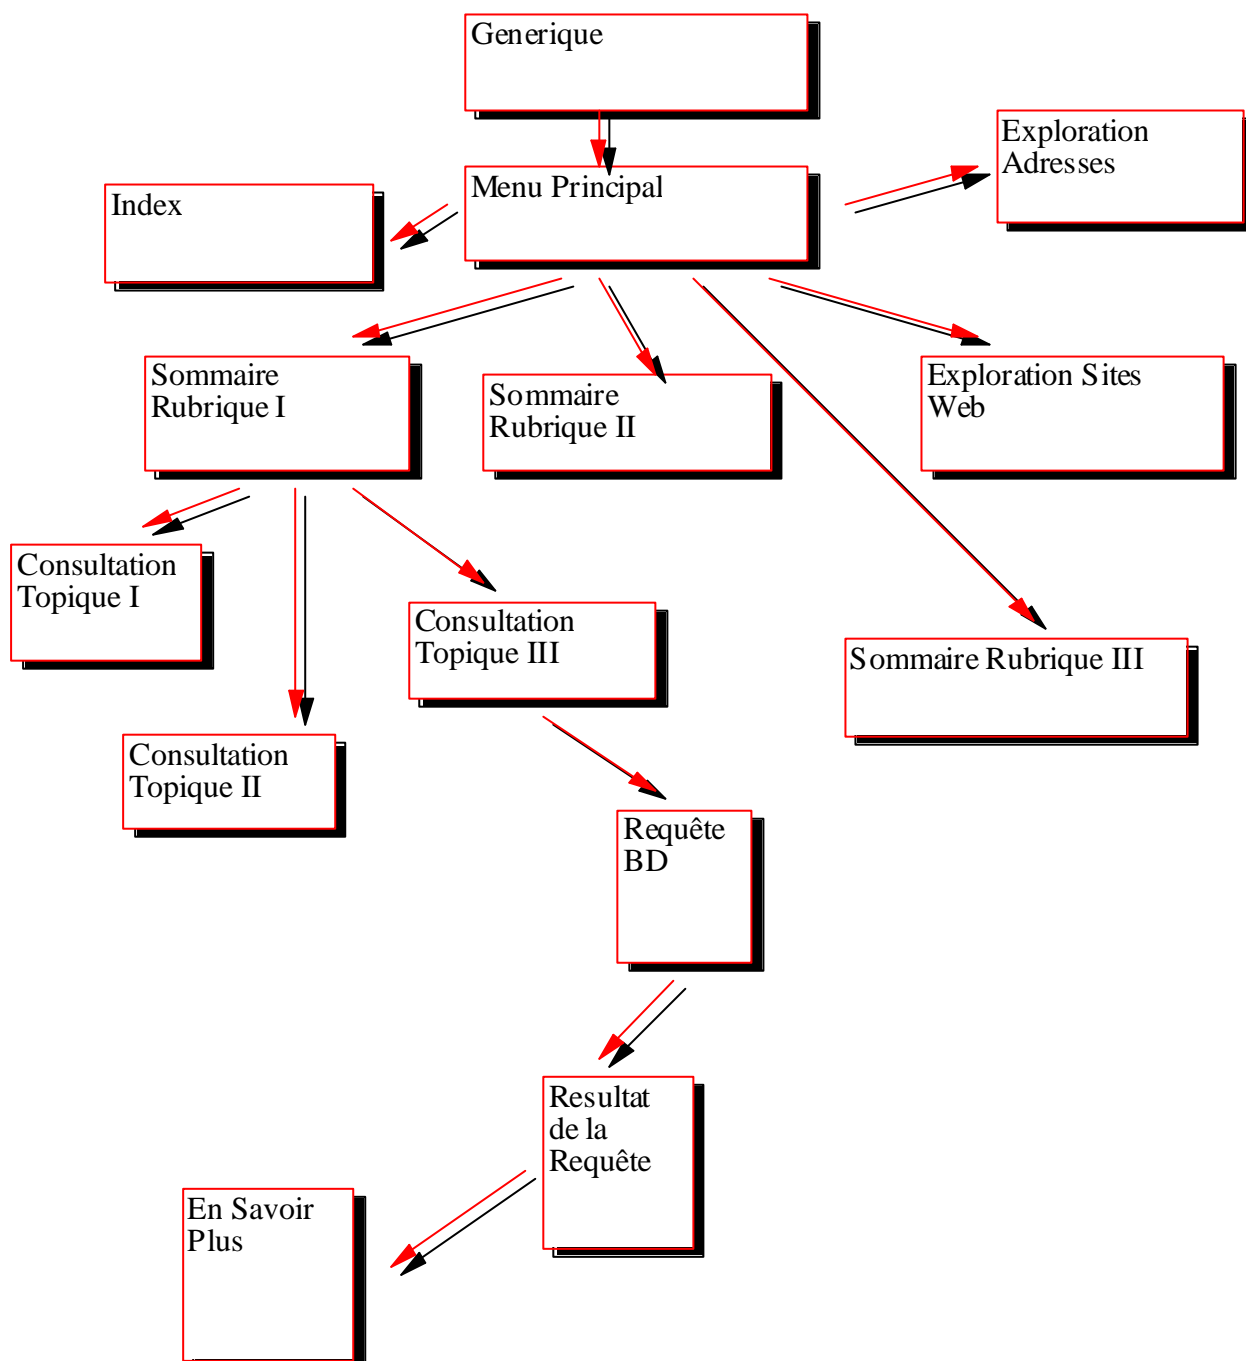 Generique
Exploration
Adresses
Menu Principal
Index
Sommaire
Rubrique I
Sommaire
Rubrique II
Exploration Sites
Web
Consultation
Topique I
Consultation
Topique III
Sommaire Rubrique III
Consultation
Topique II
Requête
BD
Resultat
de la
Requête
En Savoir
Plus